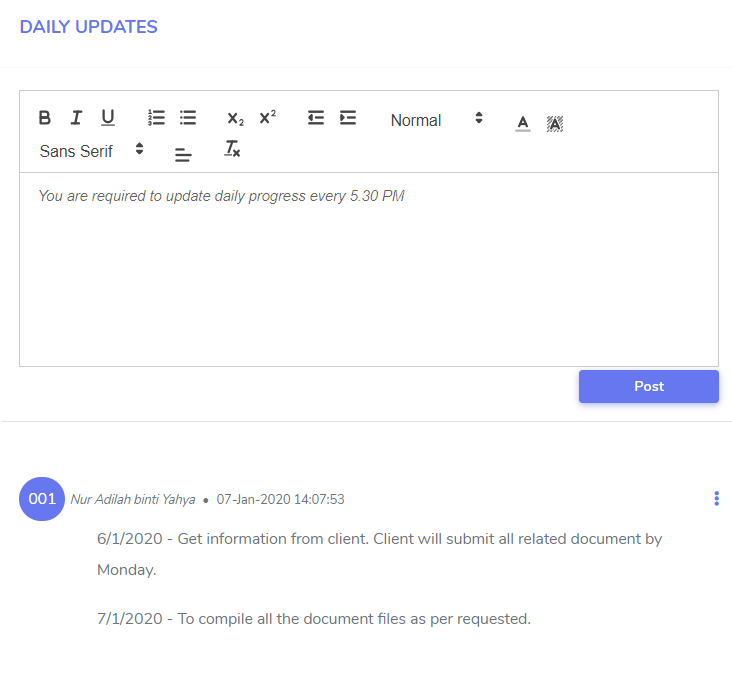 DAILY UPDATES
B I U X₂ X² Normal A A
Sans Serif Tx
You are required to update daily progress every 5.30 PM
Post
001 Nur Adilah binti Yahya • 07-Jan-2020 14:07:53
6/1/2020 - Get information from client. Client will submit all related document by
Monday.
7/1/2020 - To compile all the document files as per requested.